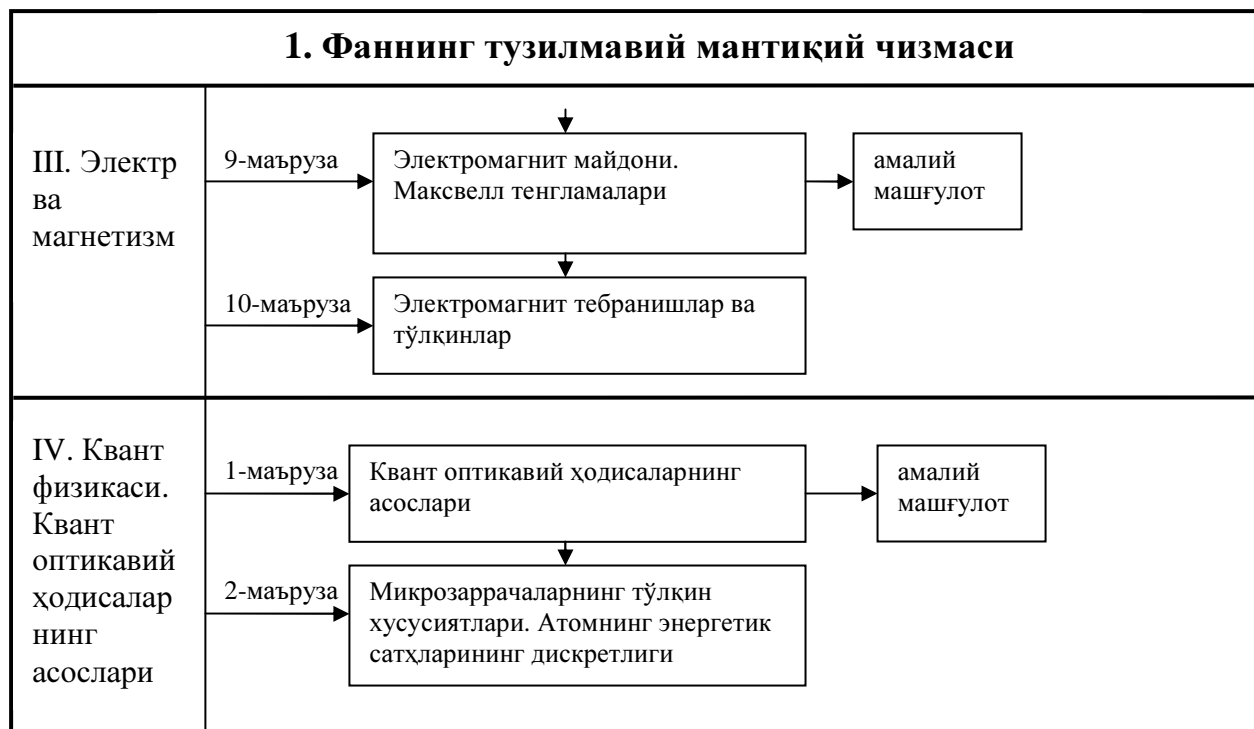 1. Фаннинг тузилмавий мантиқий чизмаси
III. Электр
ва
магнетизм
9-маъруза
Электромагнит майдони.
Максвелл тенгламалари
амалий
машғулот
10-маъруза
Электромагнит тебранишлар ва
тўлқинлар
IV. Квант
физикаси.
Квант
оптикавий
ҳодисалар
нинг
асослари
1-маъруза
Квант оптикавий ҳодисаларнинг
асослари
амалий
машғулот
2-маъруза
Микрозаррачаларнинг тўлқин
хусусиятлари. Атомнинг энергетик
сатҳларининг дискретлиги